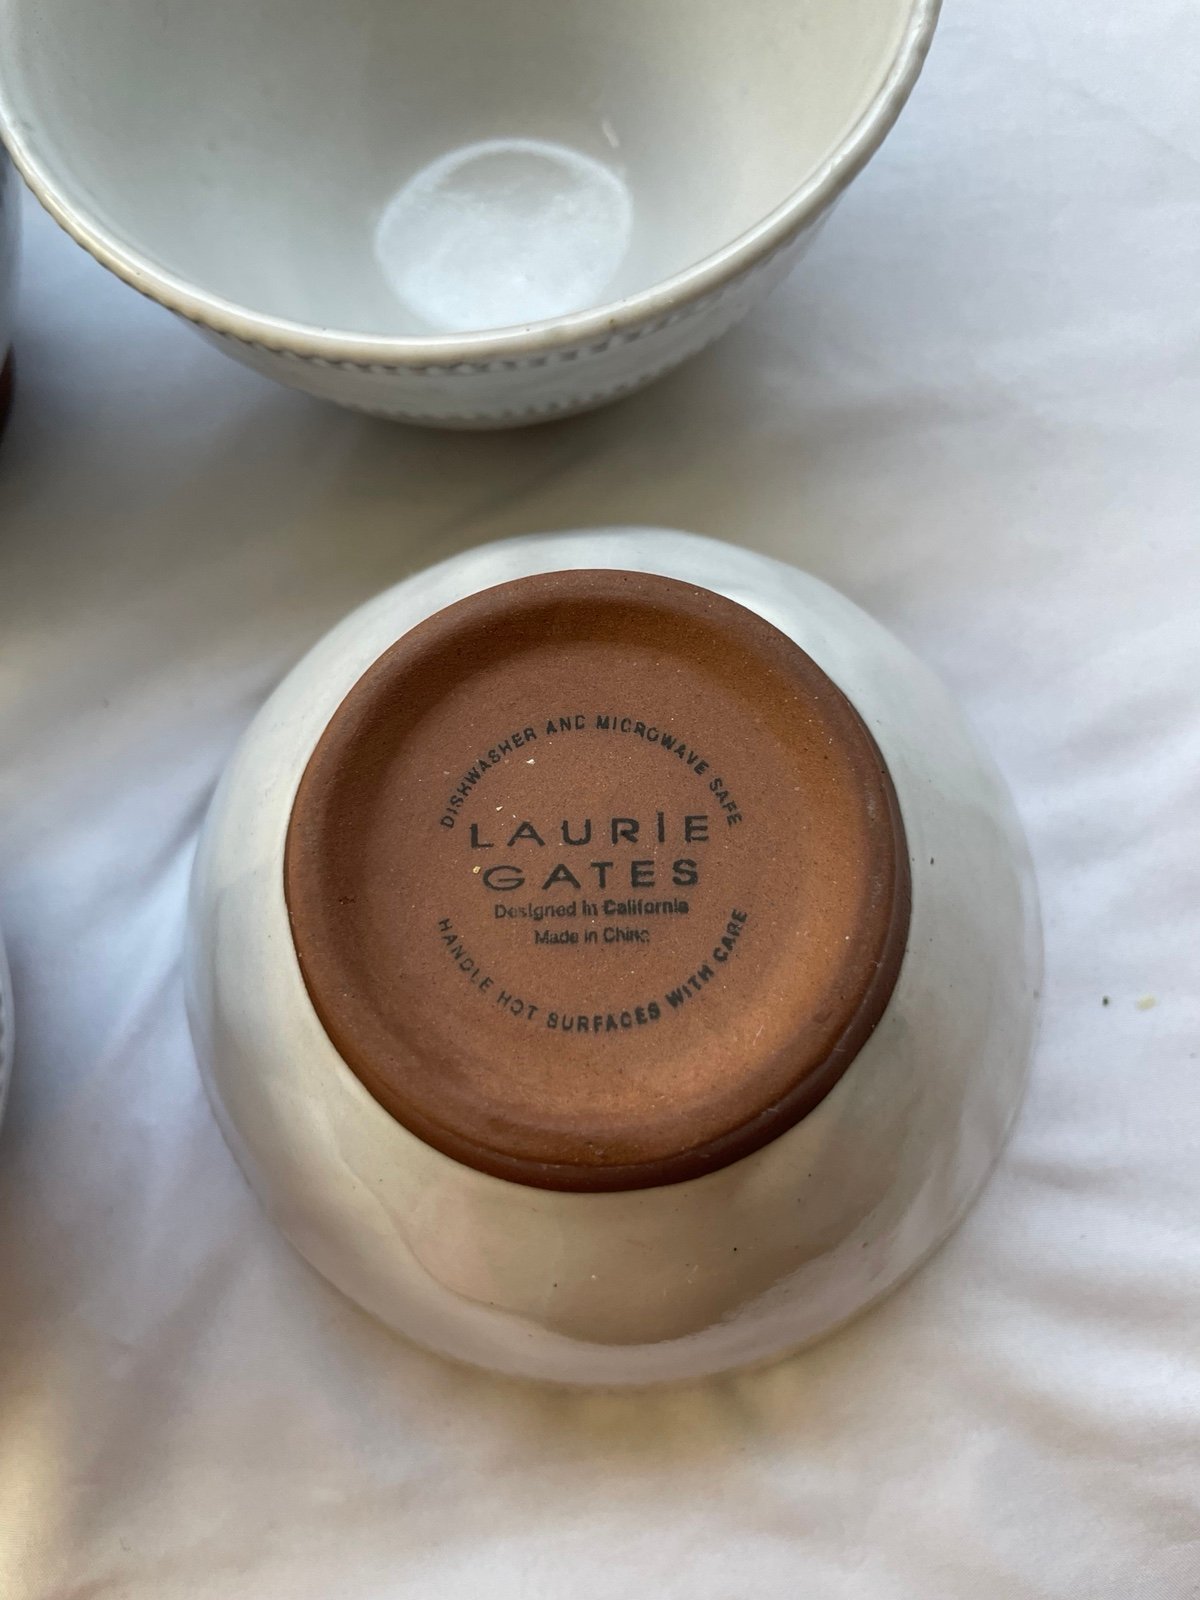 DISHWASHER AND MICROWAVE SAFE
LAURIE
GATES
Designed in California
Made in China
HANDLE HOT SURFACES WITH CARE